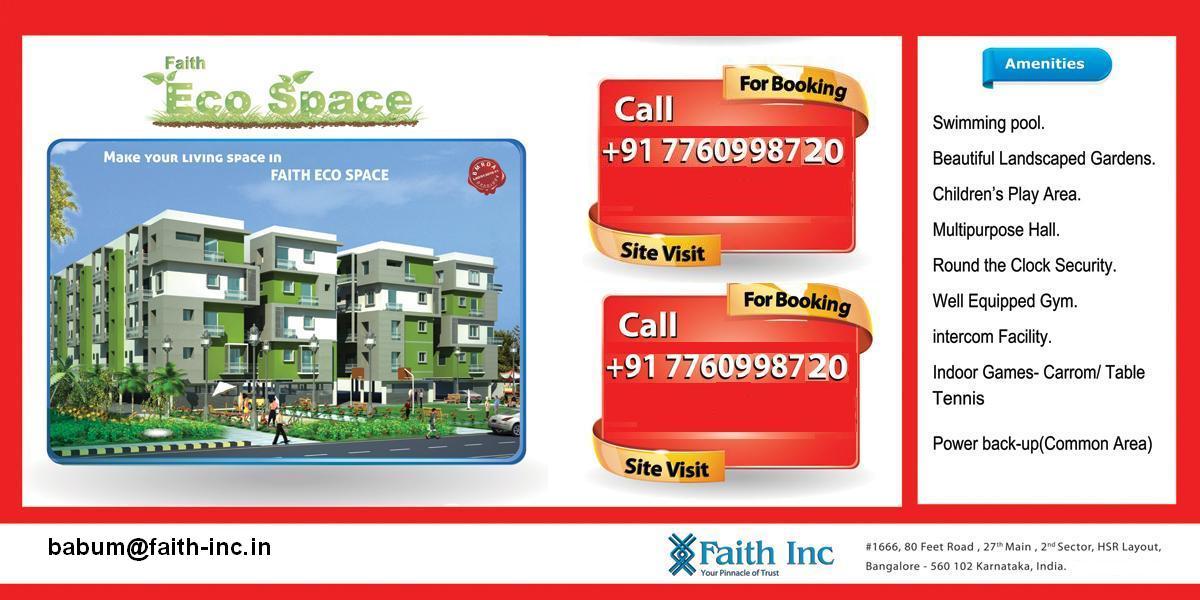 Faith
Eco Space
Make your living space in
FAITH ECO SPACE
BMRDA
For Booking
Call
+91 7760998720
Site Visit
For Booking
Call
+91 7760998720
Site Visit
Amenities
Swimming pool.
Beautiful Landscaped Gardens.
Children's Play Area.
Multipurpose Hall.
Round the Clock Security.
Well Equipped Gym.
intercom Facility.
Indoor Games- Carrom/ Table
Tennis
Power back-up(Common Area)
babum@faith-inc.in
Faith Inc
Your Pinnacle of Trust
#1666, 80 Feet Road , 27th Main , 2nd Sector, HSR Layout,
Bangalore - 560 102 Karnataka, India.